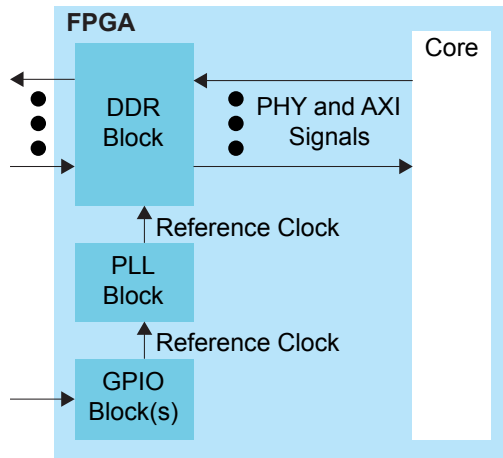 FPGA
Core
DDR
Block
PHY and AXI
Signals
Reference Clock
PLL
Block
Reference Clock
GPIO
Block(s)